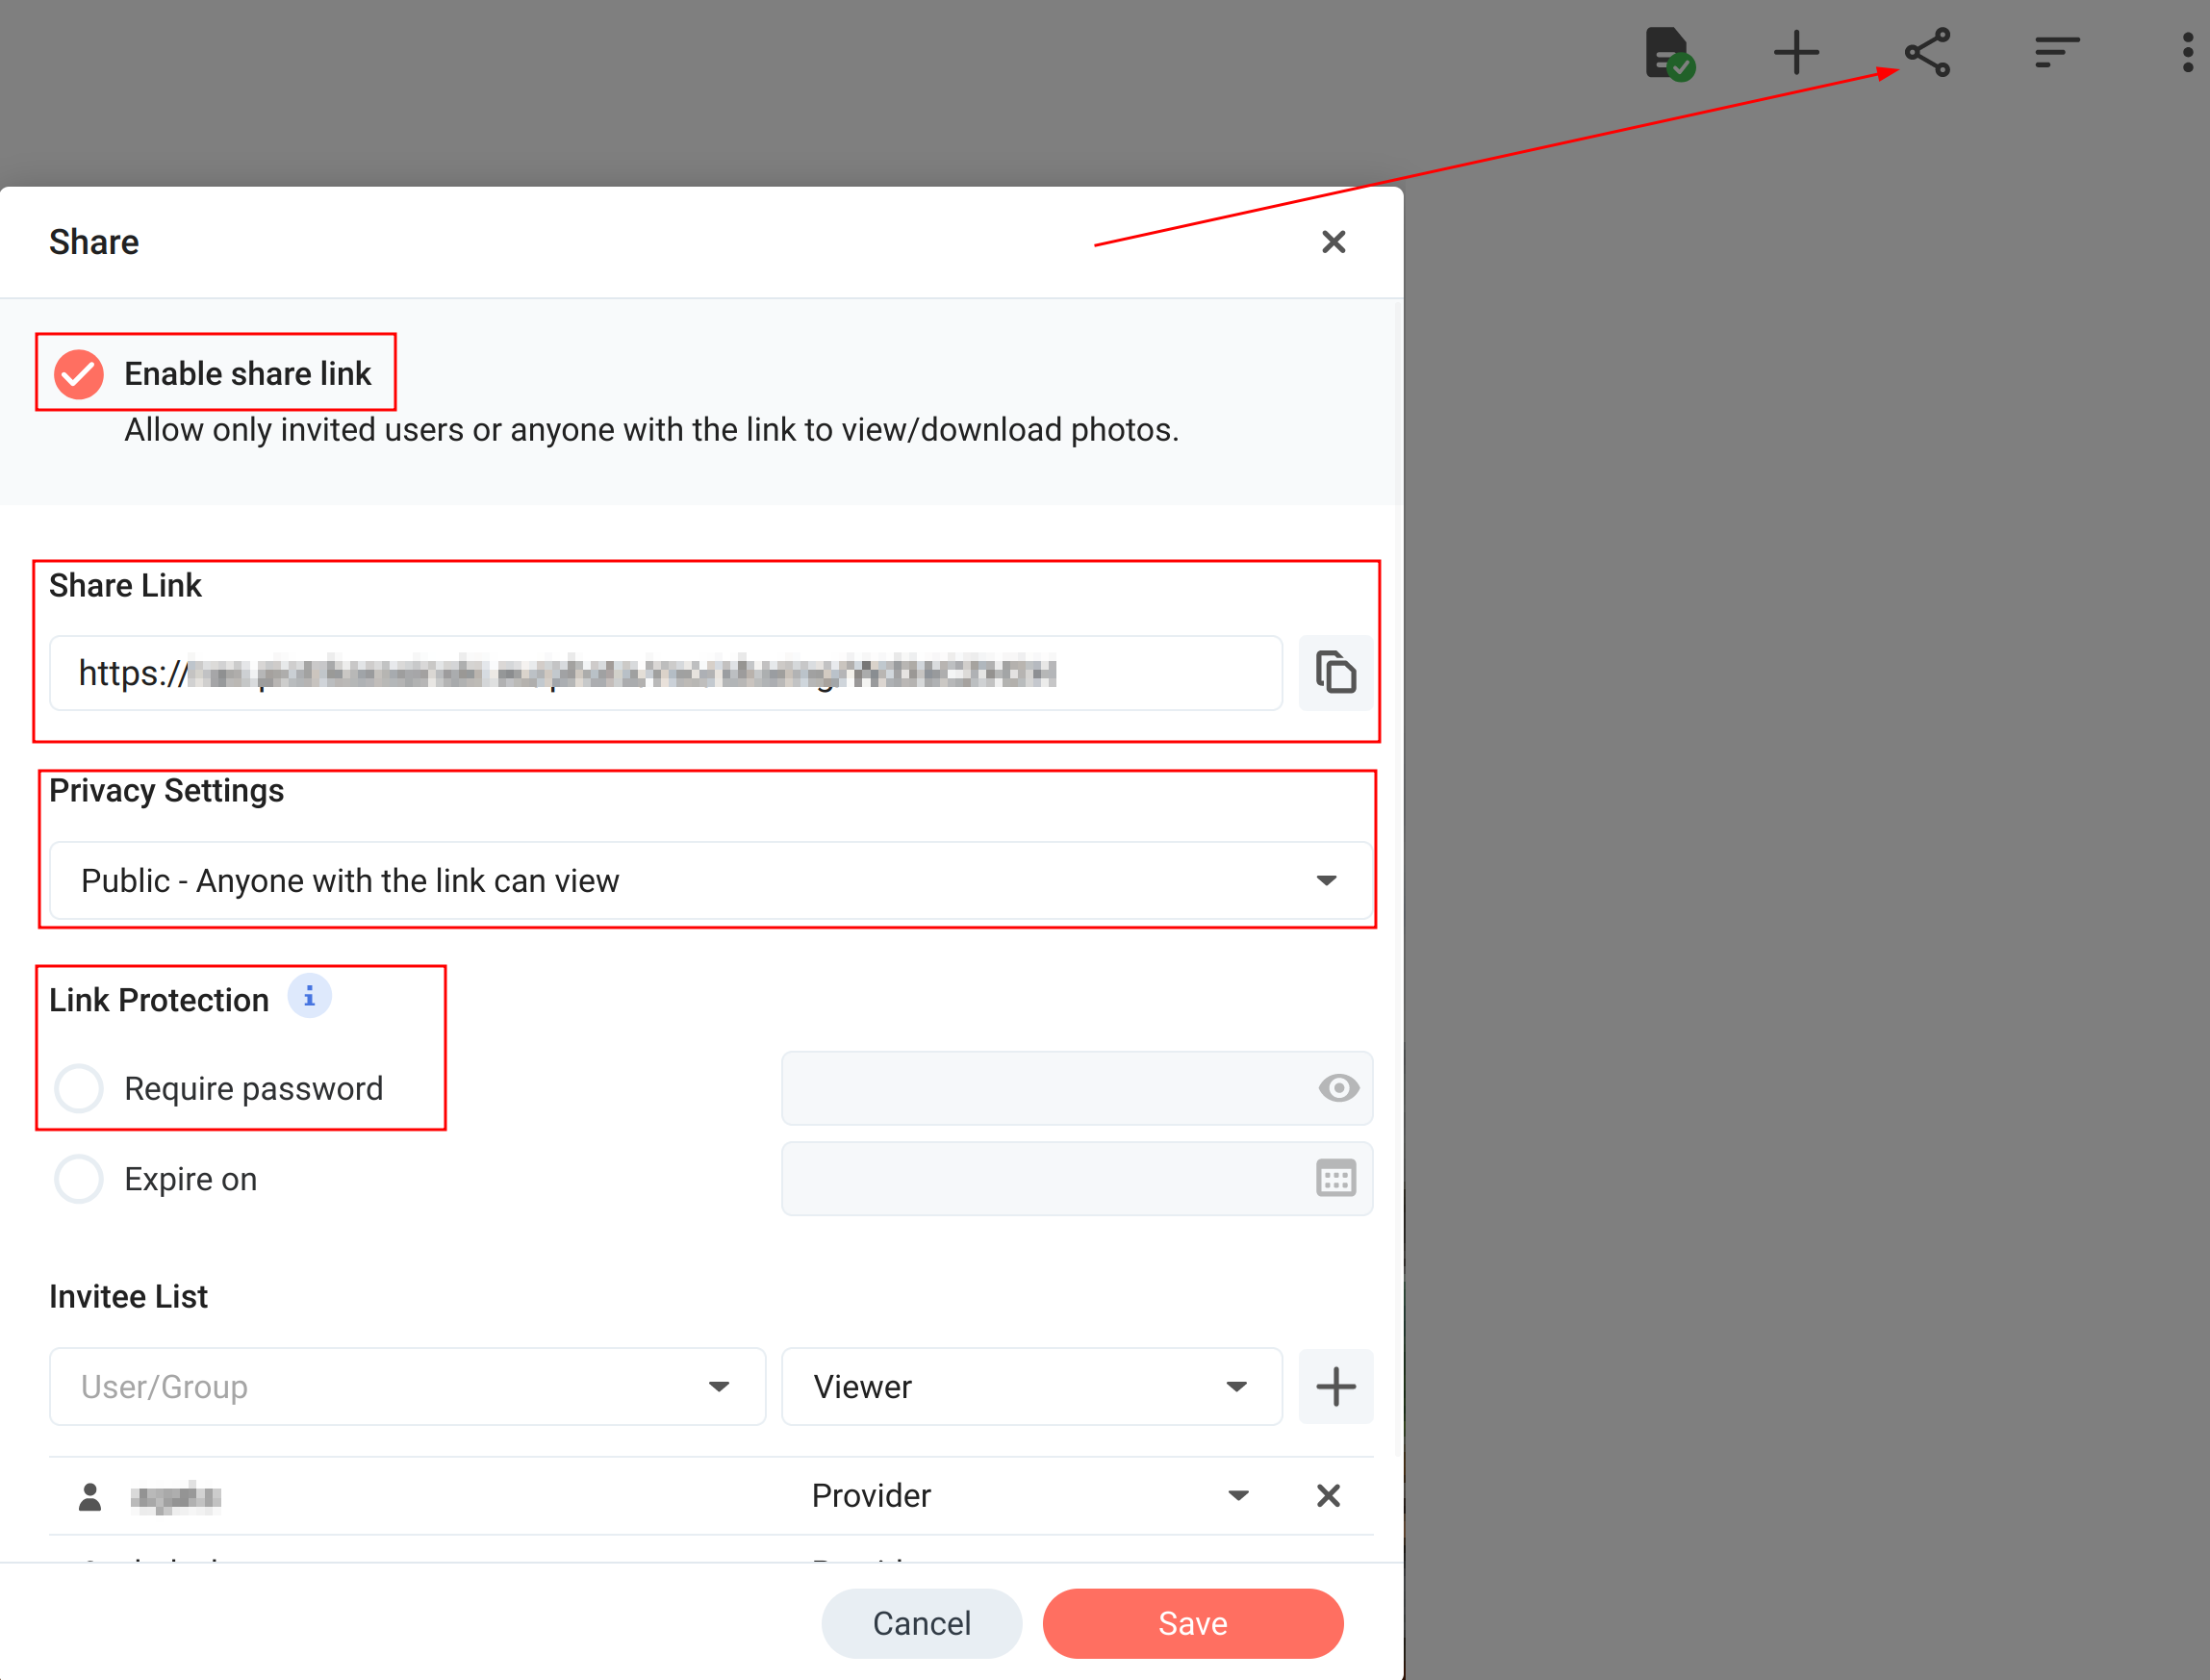 Share
Enable share link
Allow only invited users or anyone with the link to view/download photos.
Share Link
https://
Privacy Settings
Public - Anyone with the link can view
Link Protection
Require password
Expire on
Invitee List
User/Group
Viewer
Provider
Cancel
Save